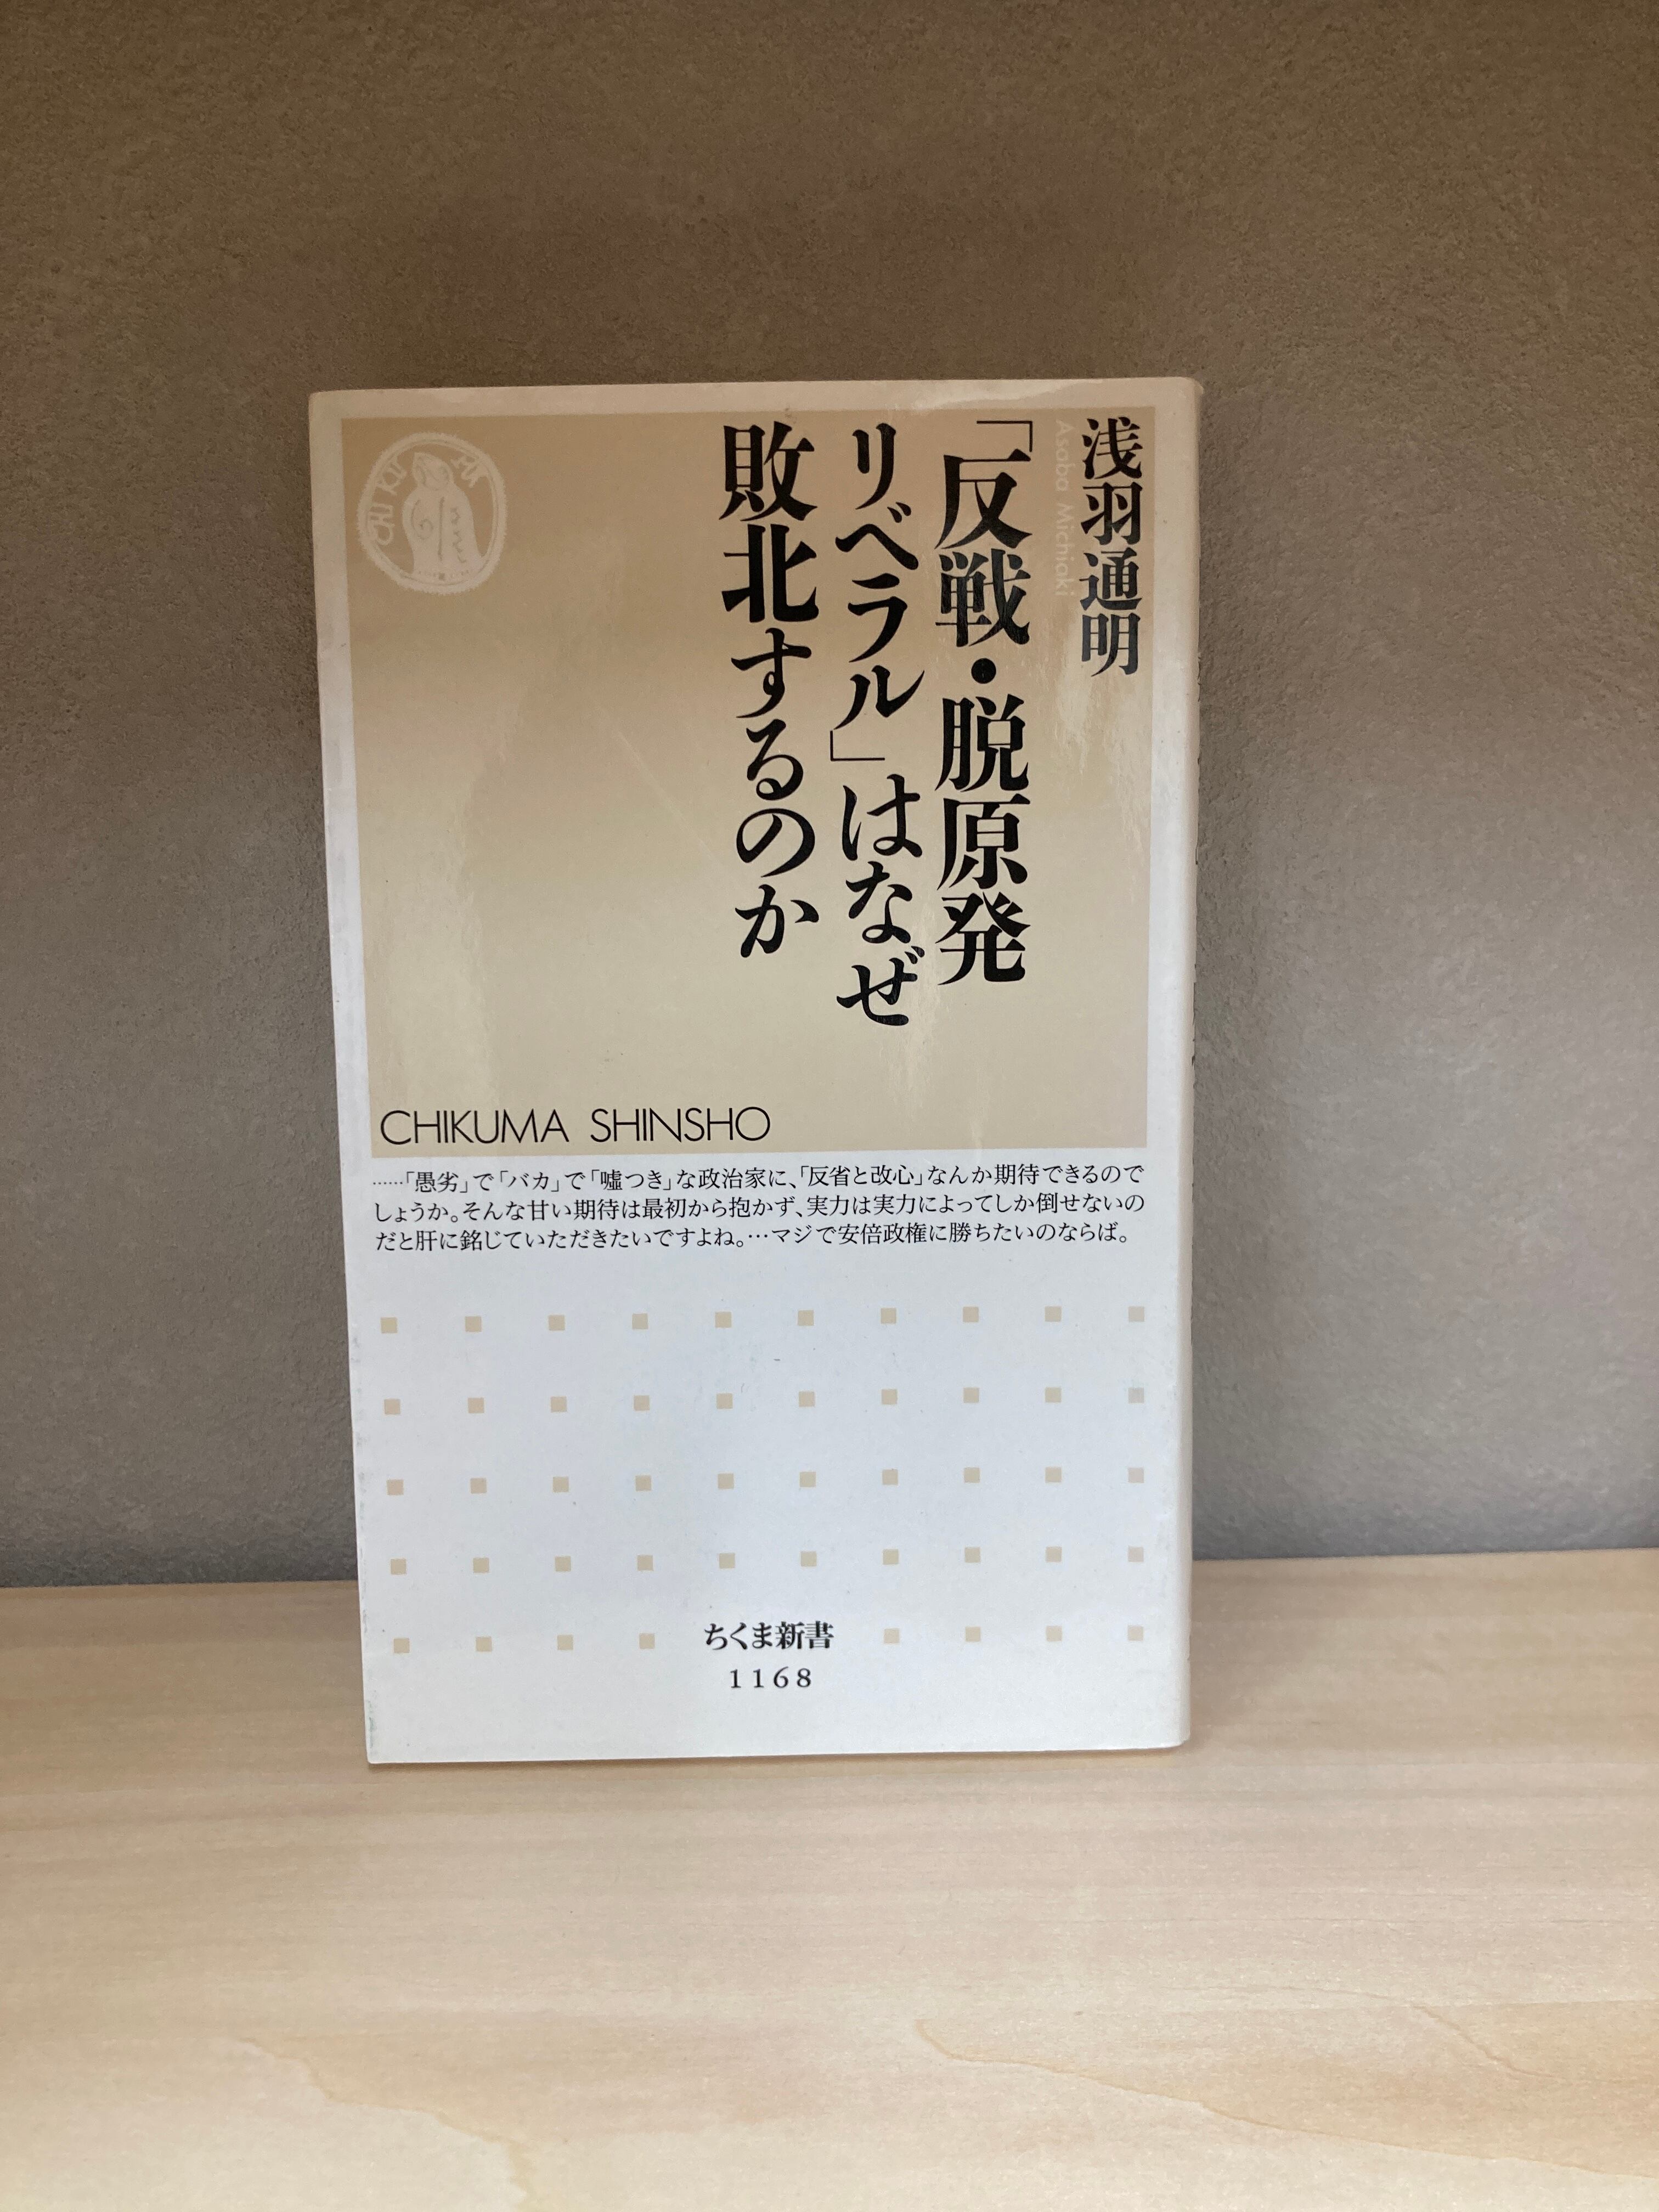 浅羽通明
Asaba Michiaki
「反戦・脱原発
リベラル」はなぜ
敗北するのか
CHIKUMA
CHIKUMA SHINSHO
……「愚劣」で「バカ」で「嘘つき」な政治家に、「反省と改心」なんか期待できるので
しょうか。そんな甘い期待は最初から抱かず、実力は実力によってしか倒せないの
だと肝に銘じていただきたいですよね。…マジで安倍政権に勝ちたいのならば。
ちくま新書
1168